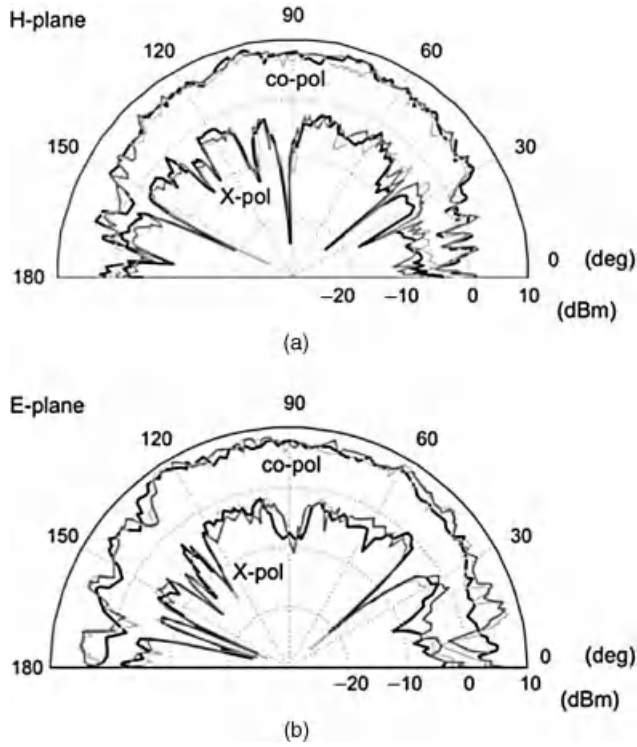 H-plane
90
120
60
co-pol
150
30
X-pol
180
0 (deg)
−20 −10 0 10
(dBm)
(a)
E-plane
90
120
60
co-pol
150
30
X-pol
180
0 (deg)
−20 −10 0 10
(dBm)
(b)